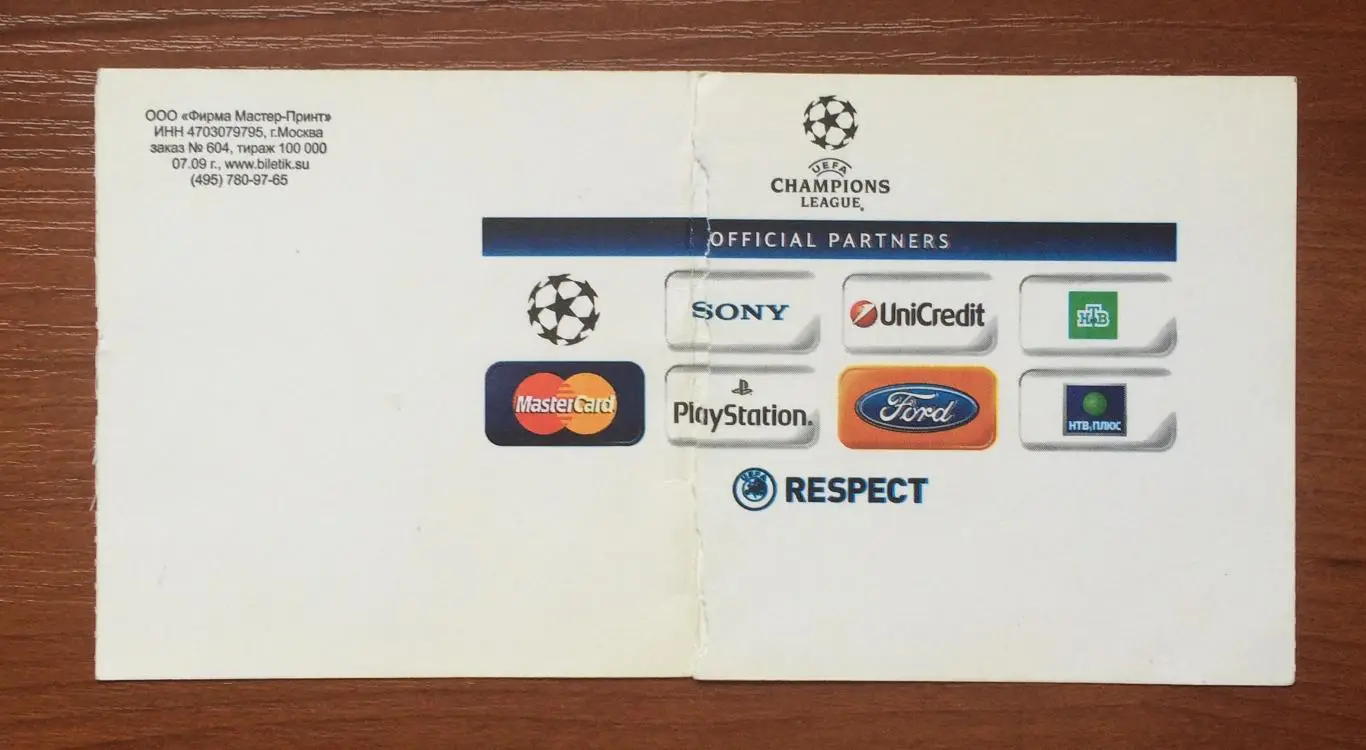 ООО «Фирма Мастер-Принт»
ИНН 4703079795, г.Москва
заказ № 604, тираж 100 000
07.09 г., www.biletik.su
(495) 780-97-65
UEFA
CHAMPIONS
LEAGUE®
OFFICIAL PARTNERS
SONY
UniCredit
НТВ
MasterCard
PlayStation®
Ford
НТВ ПЛЮС
UEFA
RESPECT